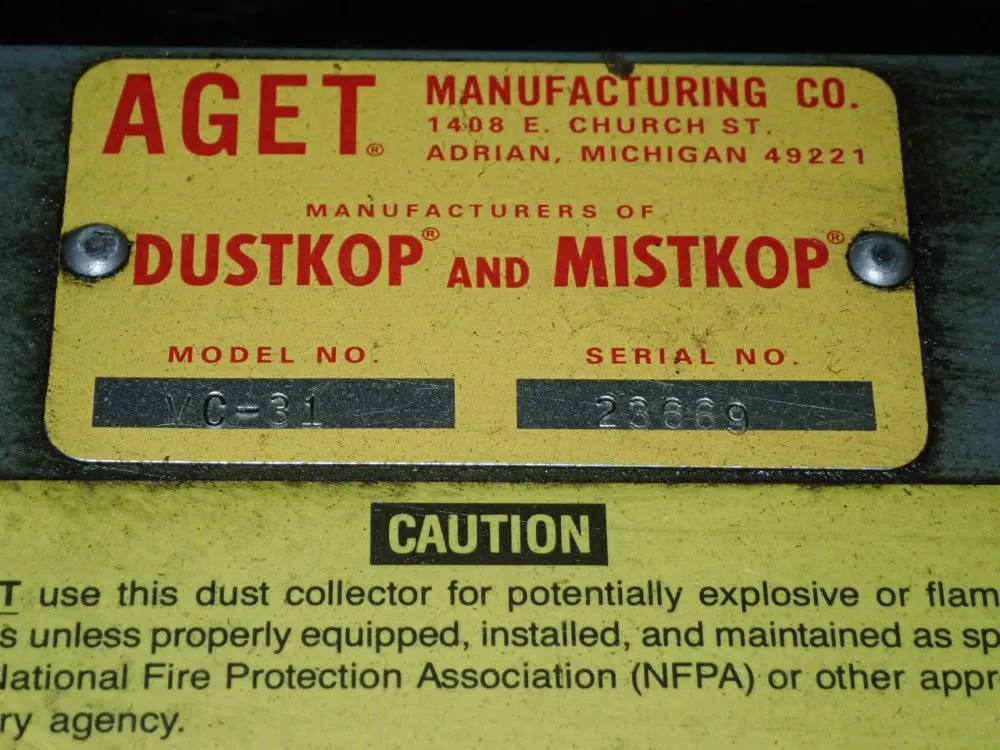 AGET® MANUFACTURING CO.
1408 E. CHURCH ST.
ADRIAN, MICHIGAN 49221
MANUFACTURERS OF
DUSTKOP® AND MISTKOP®
MODEL NO. SERIAL NO.
VC-31 23669
CAUTION
T use this dust collector for potentially explosive or flam
s unless properly equipped, installed, and maintained as sp
National Fire Protection Association (NFPA) or other appr
ry agency.